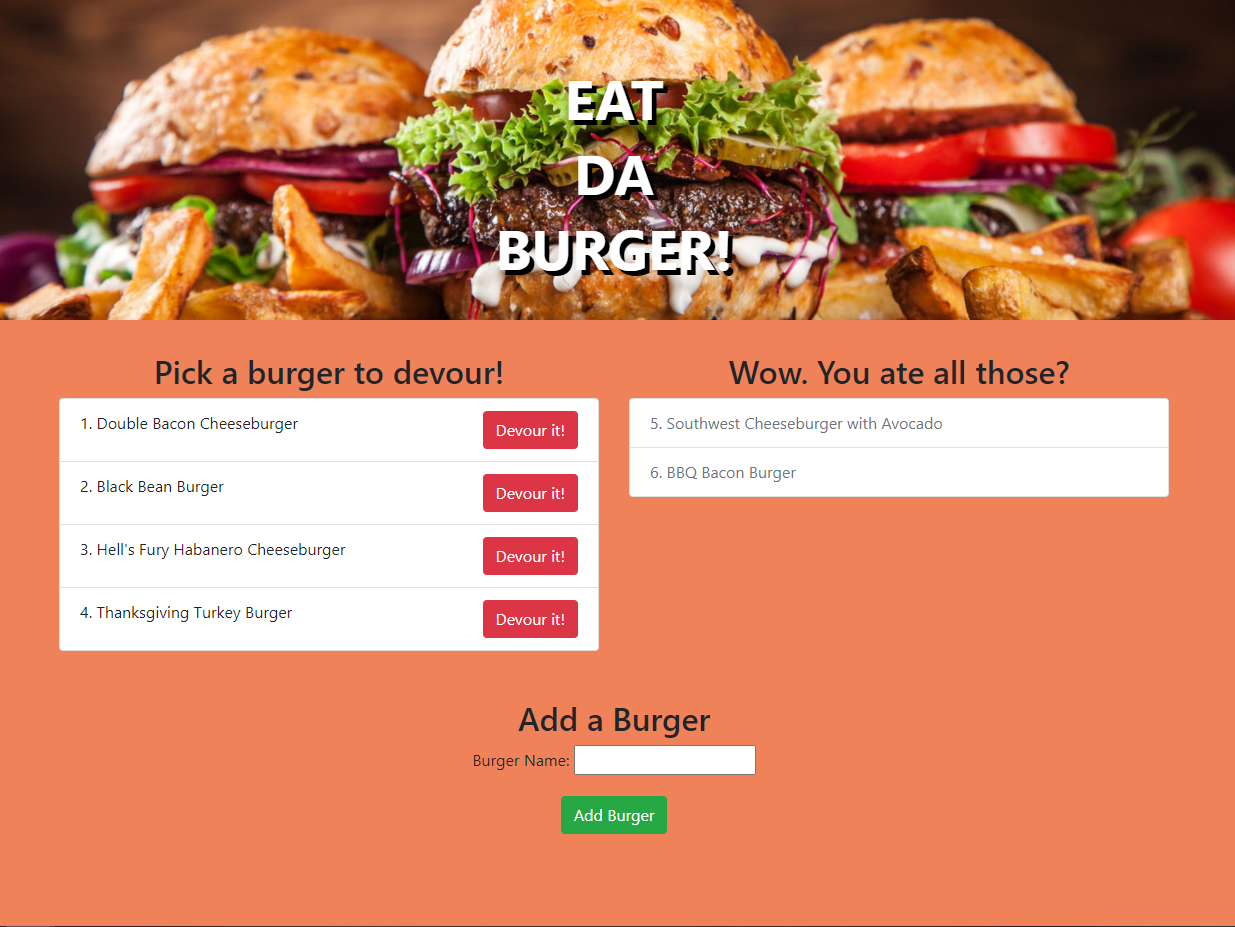 EAT
DA
BURGER!
Pick a burger to devour!
1. Double Bacon Cheeseburger
Devour it!
2. Black Bean Burger
Devour it!
3. Hell's Fury Habanero Cheeseburger
Devour it!
4. Thanksgiving Turkey Burger
Devour it!
Wow. You ate all those?
5. Southwest Cheeseburger with Avocado
6. BBQ Bacon Burger
Add a Burger
Burger Name:
Add Burger